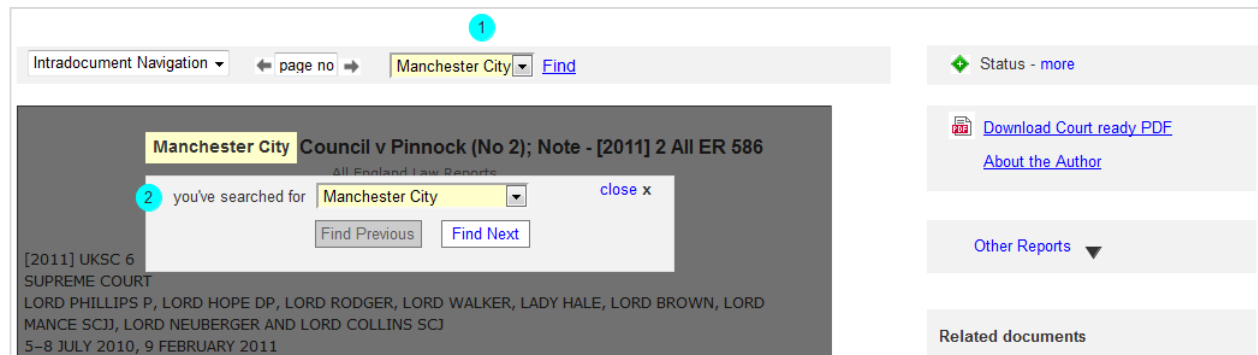 1
Intradocument Navigation page no Manchester City Find
Status - more
Manchester City Council v Pinnock (No 2); Note - [2011] 2 All ER 586
All England Law Reports
2 you've searched for Manchester City close x
Find Previous Find Next
[2011] UKSC 6
SUPREME COURT
LORD PHILLIPS P, LORD HOPE DP, LORD RODGER, LORD WALKER, LADY HALE, LORD BROWN, LORD
MANCE SCJJ, LORD NEUBERGER AND LORD COLLINS SCJ
5–8 JULY 2010, 9 FEBRUARY 2011
PDF Download Court ready PDF
About the Author
Other Reports
Related documents